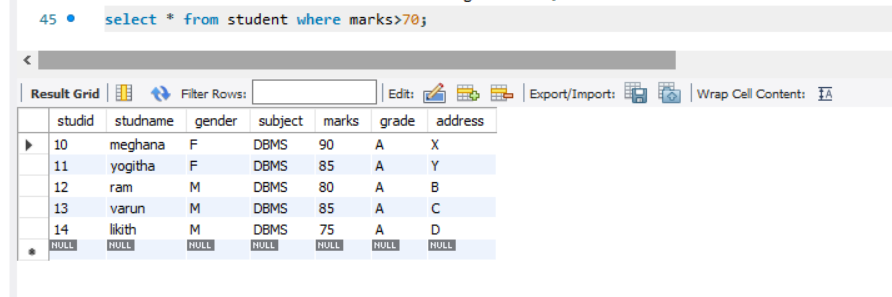 45 select * from student where marks>70;
Result Grid Filter Rows: Edit: Export/Import: Wrap Cell Content: IA
studid studname gender subject marks grade address
10 meghana F DBMS 90 A X
11 yogitha F DBMS 85 A Y
12 ram M DBMS 80 A B
13 varun M DBMS 85 A C
14 likith M DBMS 75 A D
NULL NULL NULL NULL NULL NULL NULL